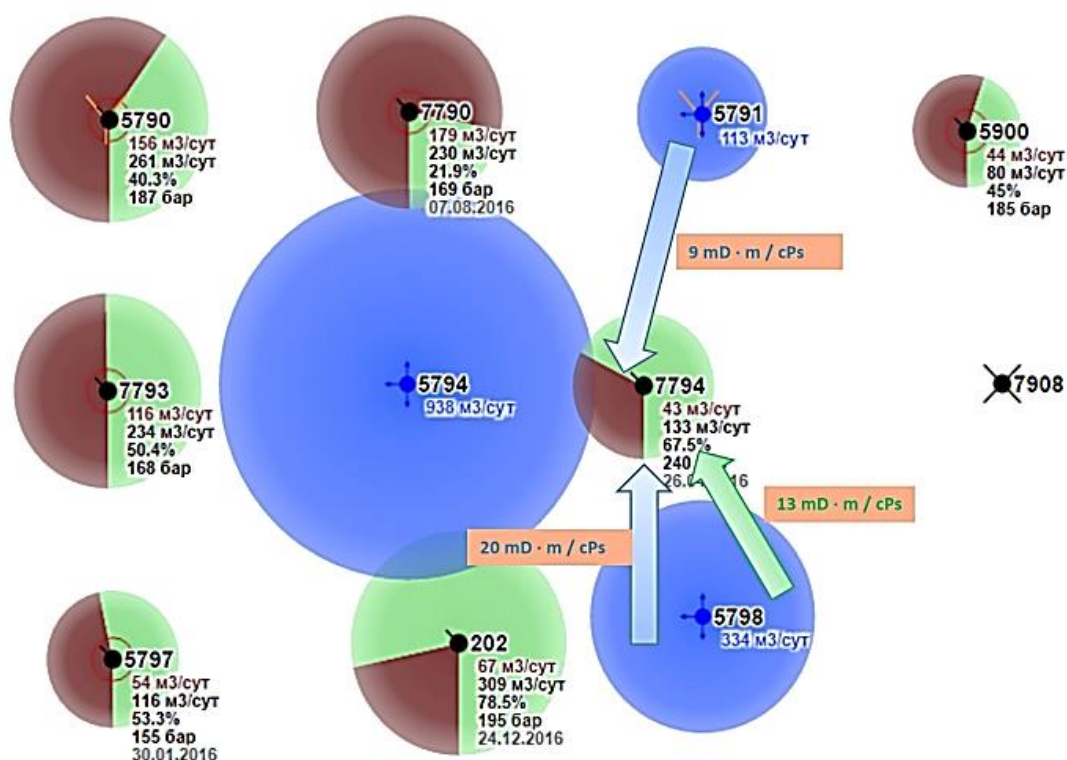 5790
156 м3/сут
261 м3/сут
40.3%
187 бар
7790
179 м3/сут
230 м3/сут
21.9%
169 бар
07.08.2016
5791
113 м3/сут
5900
44 м3/сут
80 м3/сут
45%
185 бар
9 mD · m / cPs
7793
116 м3/сут
234 м3/сут
50.4%
168 бар
5794
938 м3/сут
7794
43 м3/сут
133 м3/сут
67.5%
240
7908
13 mD · m / cPs
20 mD · m / cPs
5797
54 м3/сут
116 м3/сут
53.3%
155 бар
30.01.2016
202
67 м3/сут
309 м3/сут
78.5%
195 бар
24.12.2016
5798
334 м3/сут